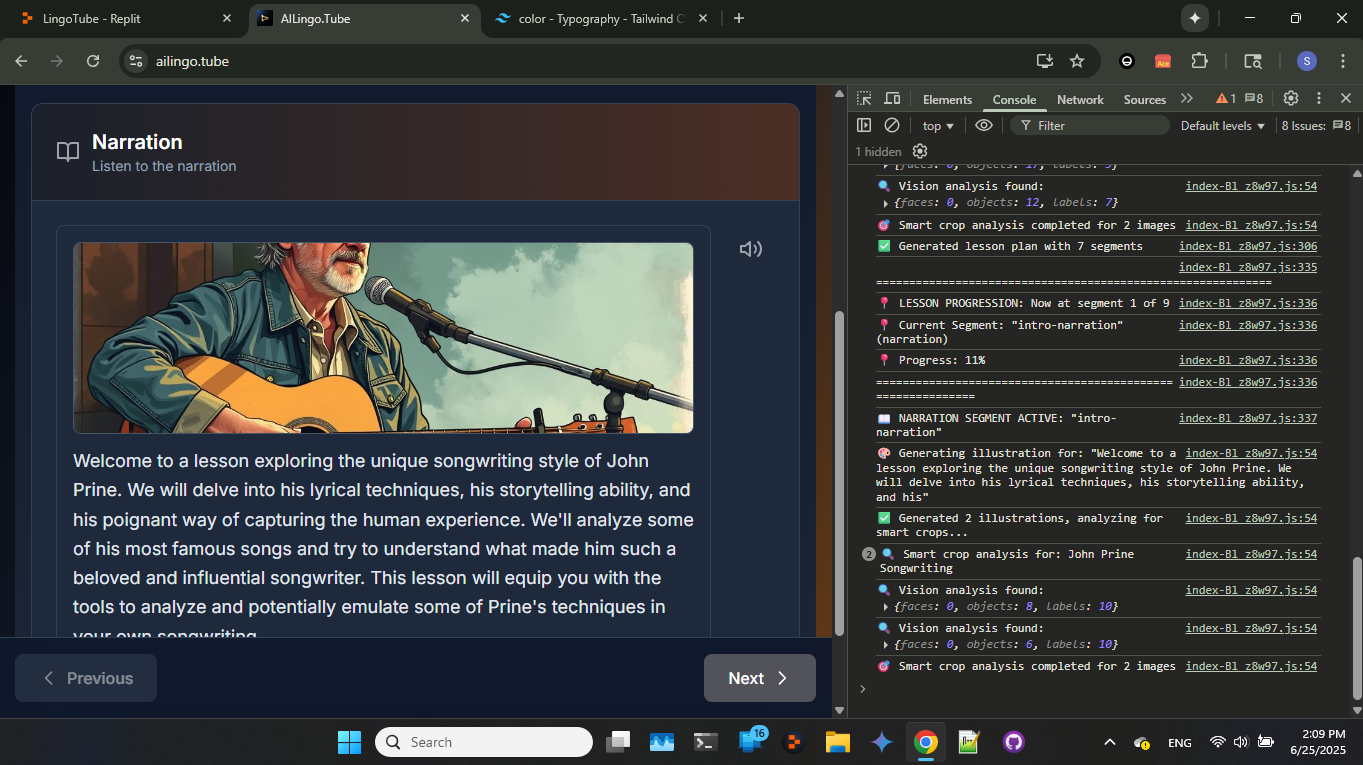 LingoTube - Replit
AILingo.Tube
color - Typography - Tailwind C
ailingo.tube
Ace
S
Narration
Listen to the narration
Welcome to a lesson exploring the unique songwriting style of John
Prine. We will delve into his lyrical techniques, his storytelling ability, and
his poignant way of capturing the human experience. We'll analyze some
of his most famous songs and try to understand what made him such a
beloved and influential songwriter. This lesson will equip you with the
tools to analyze and potentially emulate some of Prine's techniques in
your own songwriting.
Previous
Next
Elements Console Network Sources 1 8
top Filter Default levels 8 Issues: 8
1 hidden
{faces: 0, objects: 17, labels: 9}
Vision analysis found: index-Bl_z8w97.js:54
{faces: 0, objects: 12, labels: 7}
Smart crop analysis completed for 2 images index-Bl_z8w97.js:54
Generated lesson plan with 7 segments index-Bl_z8w97.js:306
index-Bl_z8w97.js:335
============================================================
LESSON PROGRESSION: Now at segment 1 of 9 index-Bl_z8w97.js:336
Current Segment: "intro-narration" index-Bl_z8w97.js:336
(narration)
Progress: 11% index-Bl_z8w97.js:336
============================================= index-Bl_z8w97.js:336
===============
NARRATION SEGMENT ACTIVE: "intro- index-Bl_z8w97.js:337
narration"
Generating illustration for: "Welcome to a index-Bl_z8w97.js:54
lesson exploring the unique songwriting style of John Prine. We
will delve into his lyrical techniques, his storytelling ability,
and his"
Generated 2 illustrations, analyzing for index-Bl_z8w97.js:54
smart crops...
2 Smart crop analysis for: John Prine index-Bl_z8w97.js:54
Songwriting
Vision analysis found: index-Bl_z8w97.js:54
{faces: 0, objects: 8, labels: 10}
Vision analysis found: index-Bl_z8w97.js:54
{faces: 0, objects: 6, labels: 10}
Smart crop analysis completed for 2 images index-Bl_z8w97.js:54
Search
16
ENG
2:09 PM
6/25/2025